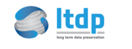 ltdp
long term data preservation